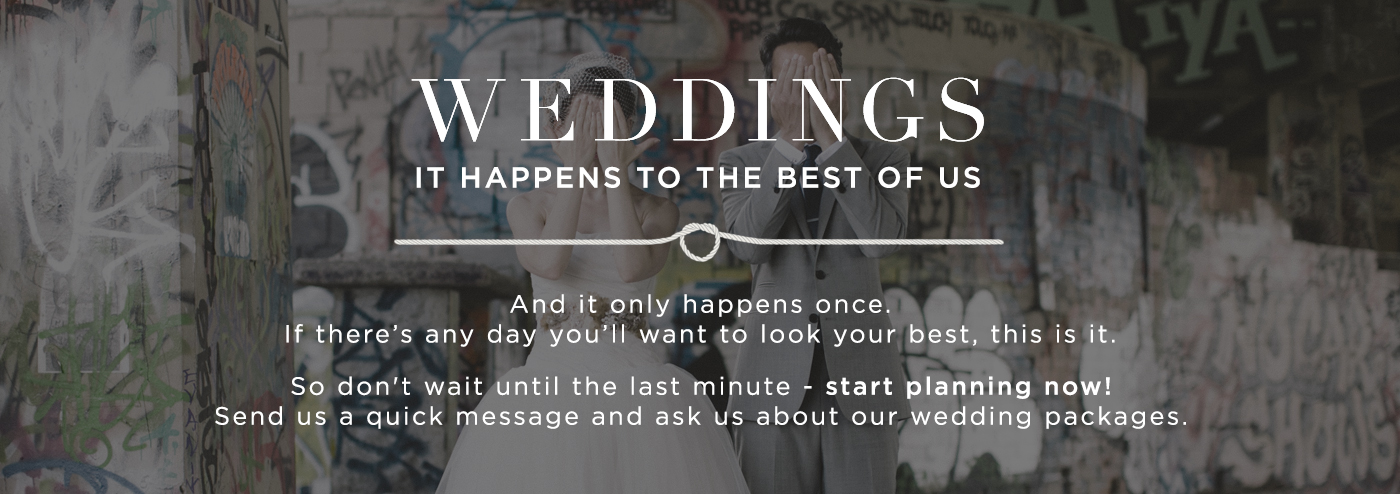 WEDDINGS
IT HAPPENS TO THE BEST OF US
And it only happens once.
If there's any day you'll want to look your best, this is it.
So don't wait until the last minute - start planning now!
Send us a quick message and ask us about our wedding packages.